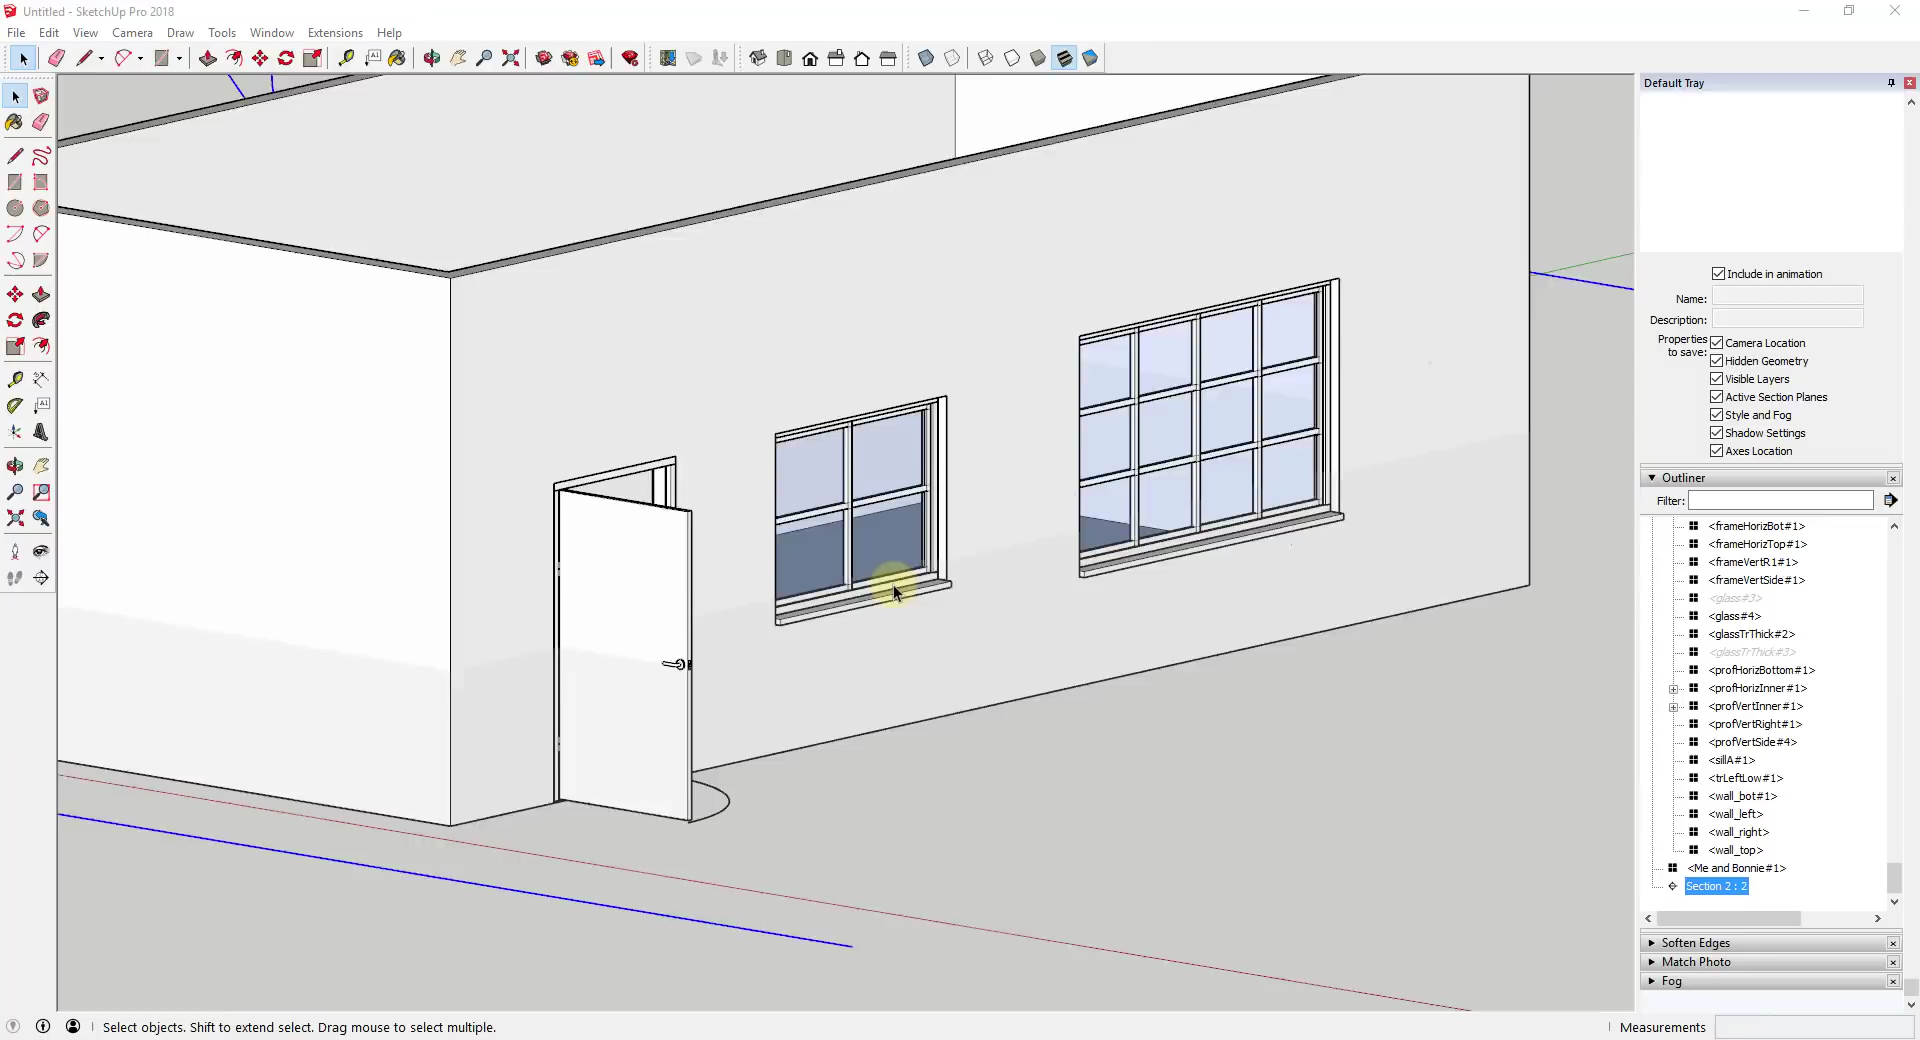 Untitled - SketchUp Pro 2018
File Edit View Camera Draw Tools Window Extensions Help
Default Tray
Include in animation
Name:
Description:
Properties to save:
Camera Location
Hidden Geometry
Visible Layers
Active Section Planes
Style and Fog
Shadow Settings
Axes Location
Outliner
Filter:
<frameHorizBot#1>
<frameHorizTop#1>
<frameVertR1#1>
<frameVertSide#1>
<glass#3>
<glass#4>
<glassTrThick#2>
<glassTrThick#3>
<profHorizBottom#1>
<profHorizInner#1>
<profVertInner#1>
<profVertRight#1>
<profVertSide#4>
<sillA#1>
<trLeftLow#1>
<wall_bot#1>
<wall_left>
<wall_right>
<wall_top>
<Me and Bonnie#1>
Section 2 : 2
Soften Edges
Match Photo
Fog
Select objects. Shift to extend select. Drag mouse to select multiple.
Measurements